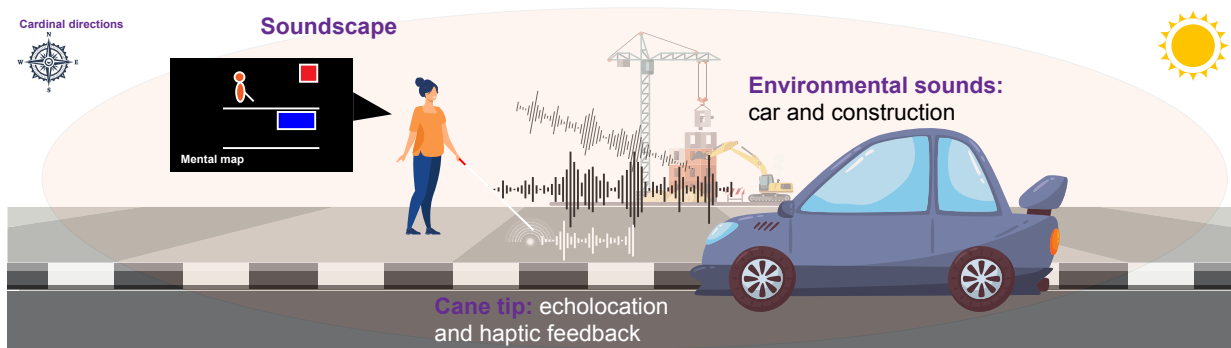 Cardinal directions
N
W
E
S
Soundscape
Mental map
Environmental sounds:
car and construction
Cane tip: echolocation
and haptic feedback